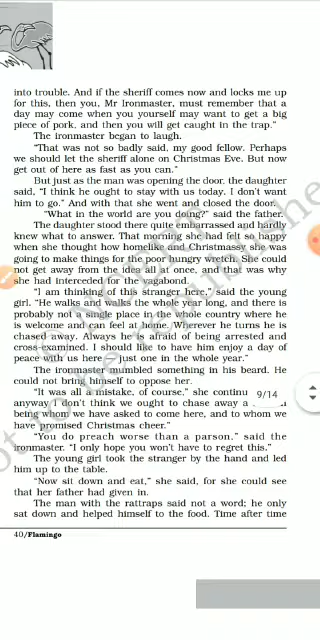 into trouble. And if the sheriff comes now and locks me up
for this, then you, Mr Ironmaster, must remember that a
day may come when you yourself may want to get a big
piece of pork, and then you will get caught in the trap."
The ironmaster began to laugh.
"That was not so badly said, my good fellow. Perhaps
we should let the sheriff alone on Christmas Eve. But now
get out of here as fast as you can."
But just as the man was opening the door, the daughter
said, "I think he ought to stay with us today. I don't want
him to go." And with that she went and closed the door.
"What in the world are you doing?" said the father.
The daughter stood there quite embarrassed and hardly
knew what to answer. That morning she had felt so happy
when she thought how homelike and Christmassy she was
going to make things for the poor hungry wretch. She could
not get away from the idea all at once, and that was why
she had interceded for the vagabond.
"I am thinking of this stranger here," said the young
girl. "He walks and walks the whole year long, and there is
probably not a single place in the whole country where he
is welcome and can feel at home. Wherever he turns he is
chased away. Always he is afraid of being arrested and
cross-examined. I should like to have him enjoy a day of
peace with us here — just one in the whole year."
The ironmaster mumbled something in his beard. He
could not bring himself to oppose her.
"It was all a mistake, of course," she continu 9/14
anyway I don't think we ought to chase away a
being whom we have asked to come here, and to whom we
have promised Christmas cheer."
"You do preach worse than a parson," said the
ironmaster. "I only hope you won't have to regret this."
The young girl took the stranger by the hand and led
him up to the table.
"Now sit down and eat," she said, for she could see
that her father had given in.
The man with the rattraps said not a word; he only
sat down and helped himself to the food. Time after time
40/Flamingo